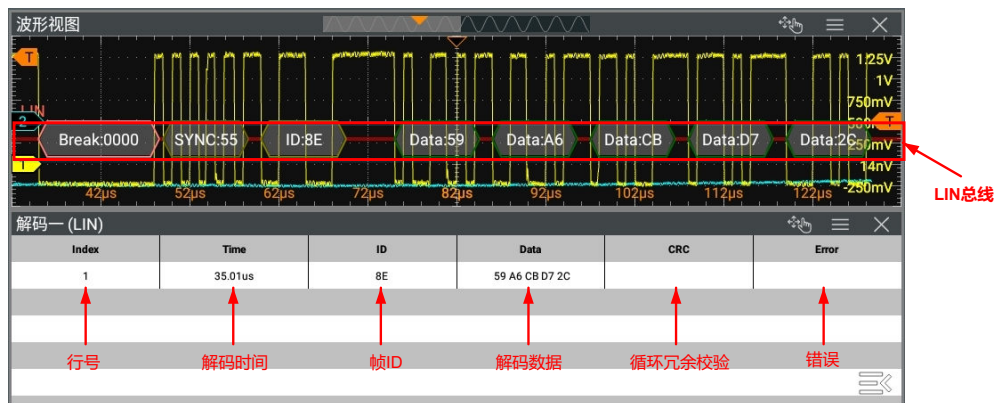 波形视图
T
1.25V
1V
750mV
LIN
2
T
Break:0000 SYNC:55 ID:8E Data:59 Data:A6 Data:CB Data:D7 Data:2C
250mV
T
14mV
42μs 52μs 62μs 72μs 82μs 92μs 102μs 112μs 122μs -250mV
LIN总线
解码一 (LIN)
Index Time ID Data CRC Error
1 35.01us 8E 59 A6 CB D7 2C
行号 解码时间 帧ID 解码数据 循环冗余校验 错误